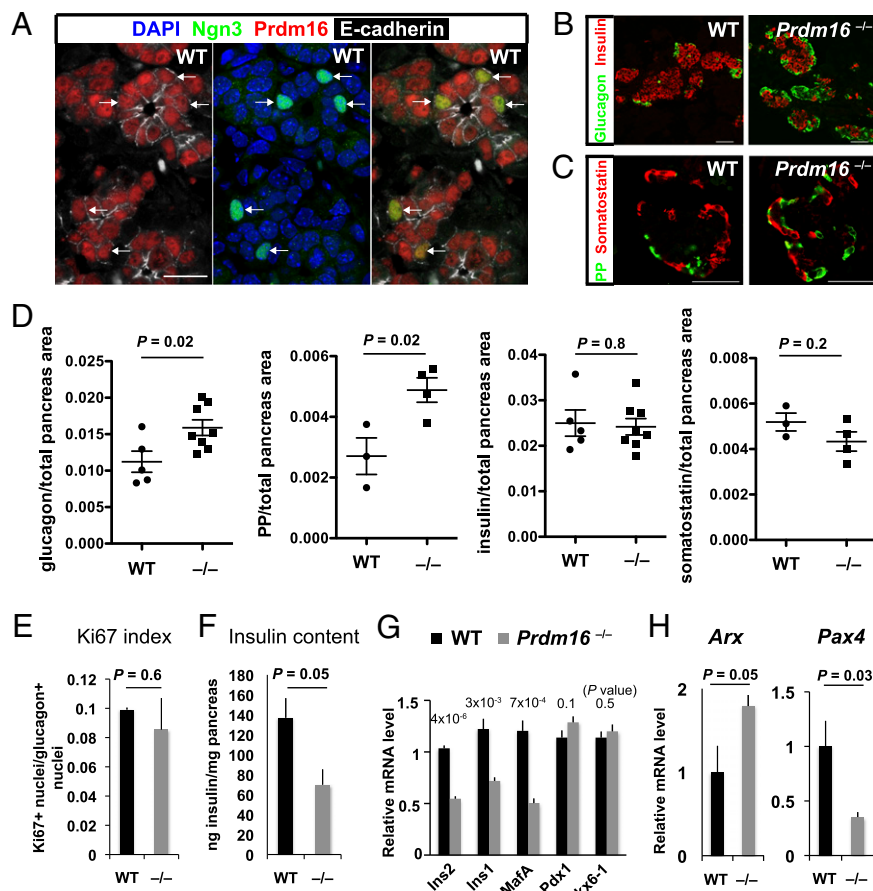 A
DAPI Ngn3 Prdm16 E-cadherin
WT
WT
WT
B
Glucagon Insulin
WT
Prdm16 –/–
C
PP Somatostatin
WT
Prdm16 –/–
D
glucagon/total pancreas area
P = 0.02
0.025
0.020
0.015
0.010
0.005
0.000
WT
–/–
PP/total pancreas area
P = 0.02
0.006
0.004
0.002
0.000
WT
–/–
insulin/total pancreas area
P = 0.8
0.04
0.03
0.02
0.01
0.00
WT
–/–
somatostatin/total pancreas area
P = 0.2
0.008
0.006
0.004
0.002
0.000
WT
–/–
E
Ki67 index
Ki67+ nuclei/glucagon+
nuclei
P = 0.6
0.12
0.1
0.08
0.06
0.04
0.02
0
WT
–/–
F
Insulin content
ng insulin/mg pancreas
P = 0.05
180
160
140
120
100
80
60
40
20
0
WT
–/–
G
WT
Prdm16 –/–
Relative mRNA level
1.5
1
0.5
0
4x10-6
3x10-3
7x10-4
0.1
(P value)
0.5
Ins2
Ins1
MafA
Pdx1
kx6-1
H
Arx
Relative mRNA level
P = 0.05
2
1
0
WT
–/–
Pax4
P = 0.03
1.5
1
0.5
0
WT
–/–